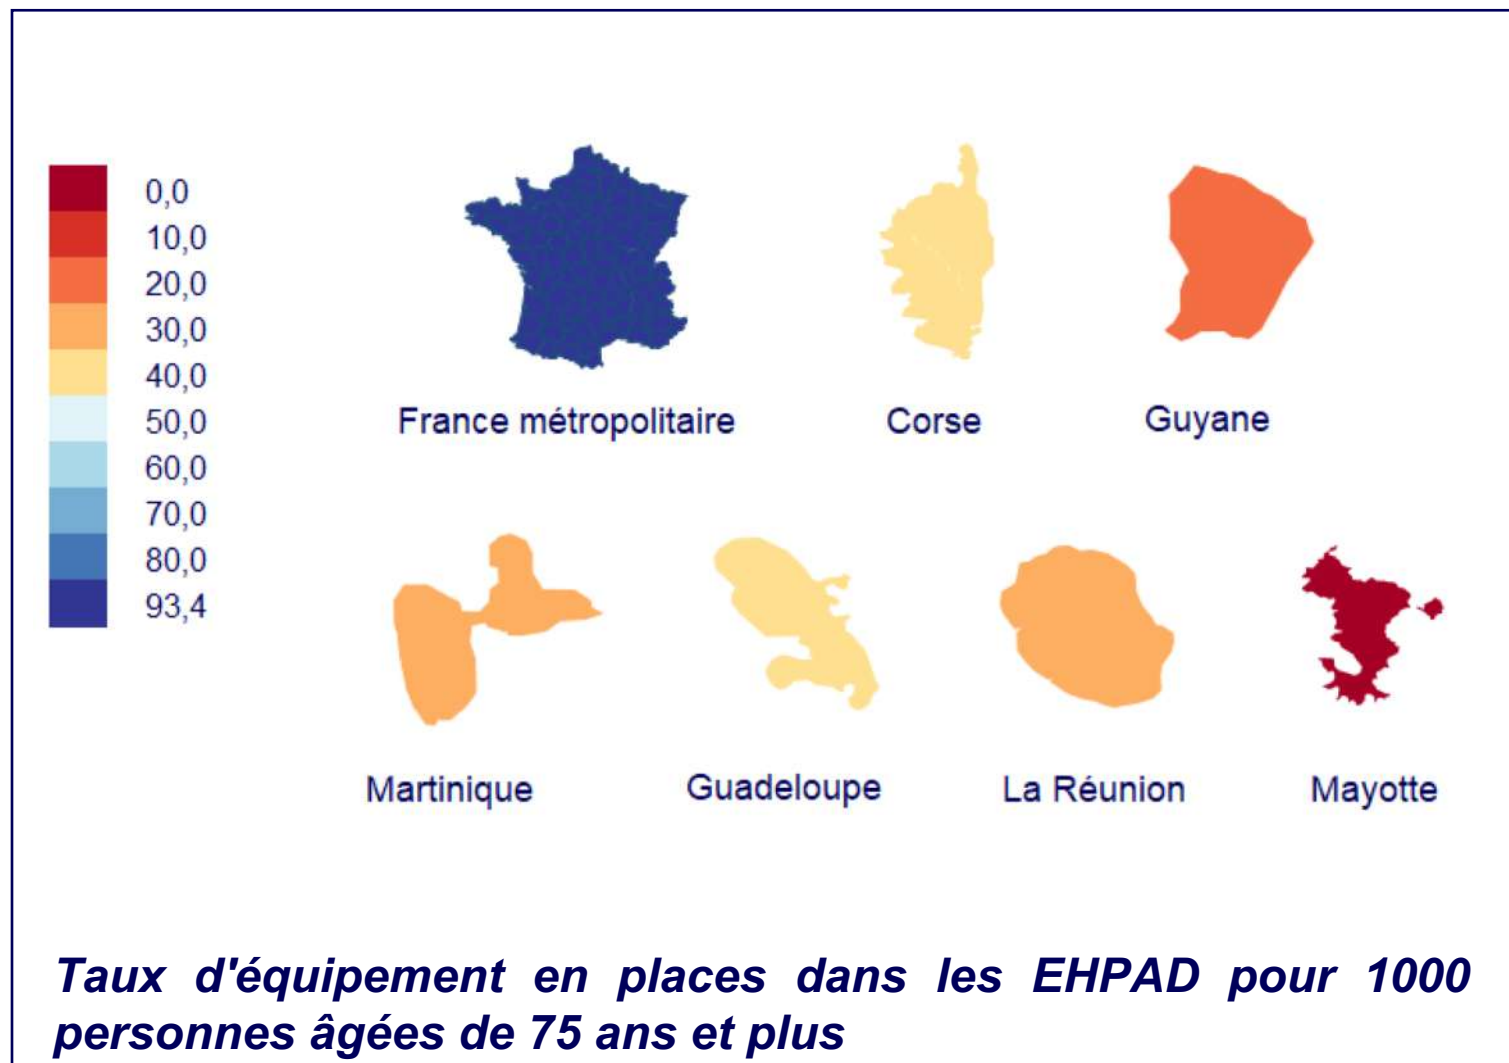 0,0
10,0
20,0
30,0
40,0
50,0
60,0
70,0
80,0
93,4
France métropolitaire
Corse
Guyane
Martinique
Guadeloupe
La Réunion
Mayotte
Taux d'équipement en places dans les EHPAD pour 1000
personnes âgées de 75 ans et plus